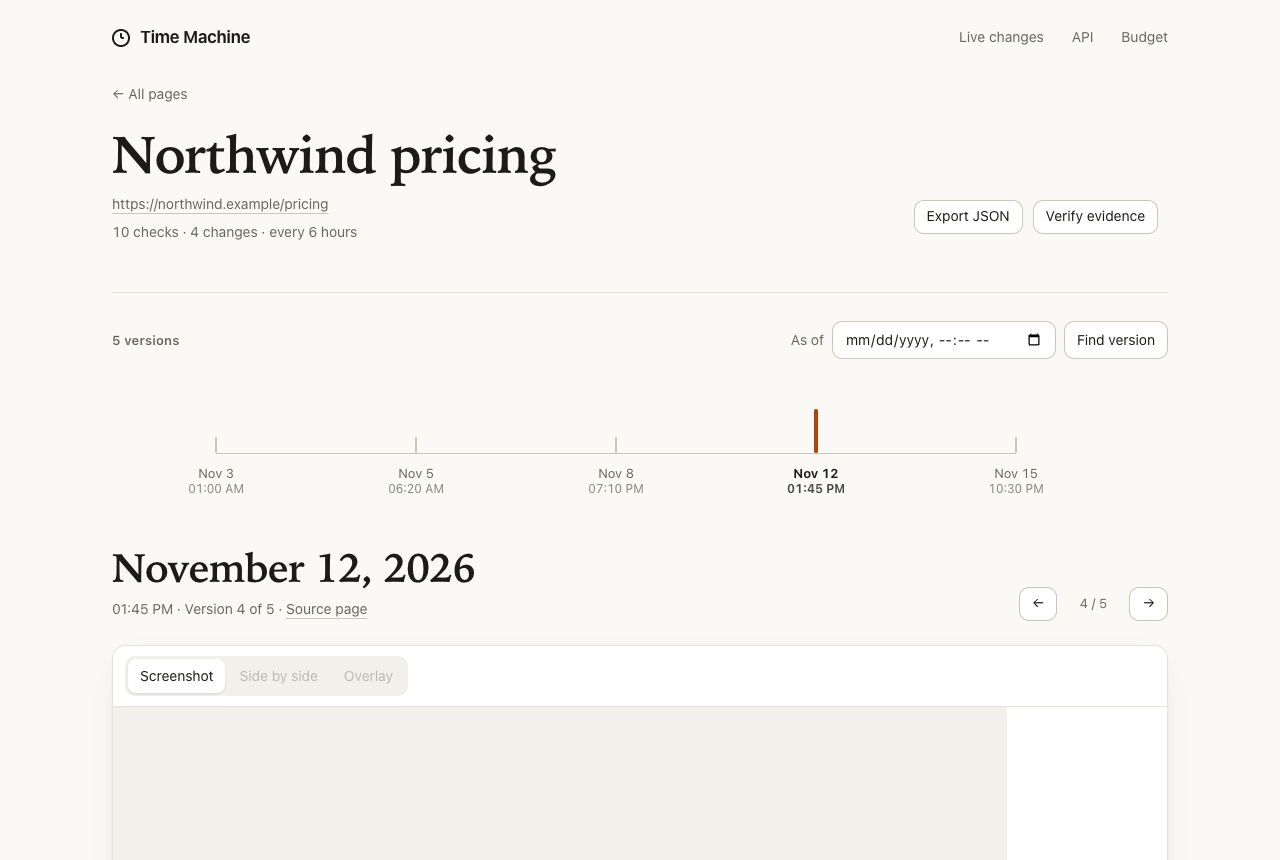 Time Machine
Live changes
API
Budget
← All pages
Northwind pricing
https://northwind.example/pricing
10 checks · 4 changes · every 6 hours
Export JSON
Verify evidence
5 versions
As of
mm/dd/yyyy, --:-- --
Find version
Nov 3
01:00 AM
Nov 5
06:20 AM
Nov 8
07:10 PM
Nov 12
01:45 PM
Nov 15
10:30 PM
November 12, 2026
01:45 PM · Version 4 of 5 · Source page
←
4 / 5
→
Screenshot
Side by side
Overlay